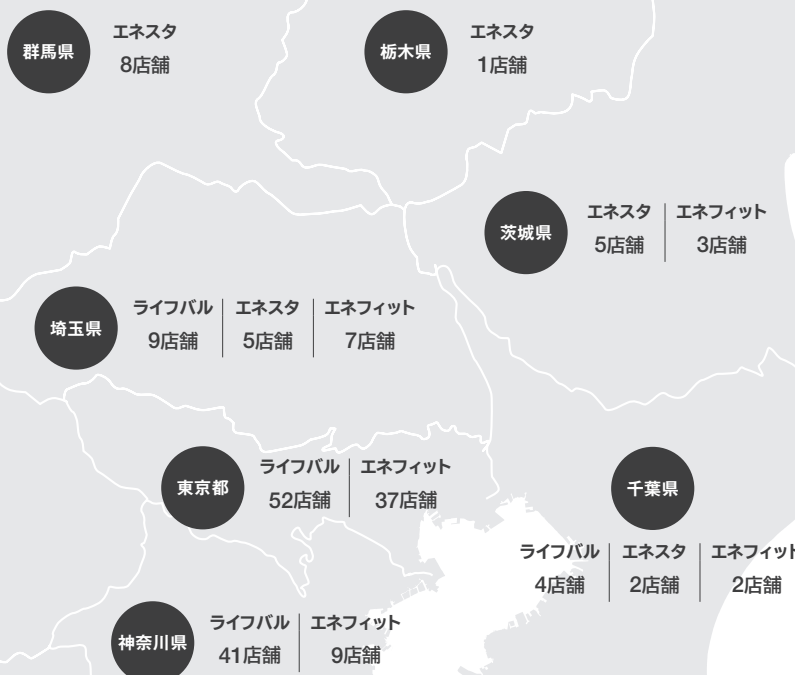 群馬県
エネスタ
8店舗
栃木県
エネスタ
1店舗
茨城県
エネスタ
5店舗
エネフィット
3店舗
埼玉県
ライフバル
9店舗
エネスタ
5店舗
エネフィット
7店舗
東京都
ライフバル
52店舗
エネフィット
37店舗
千葉県
ライフバル
4店舗
エネスタ
2店舗
エネフィット
2店舗
神奈川県
ライフバル
41店舗
エネフィット
9店舗